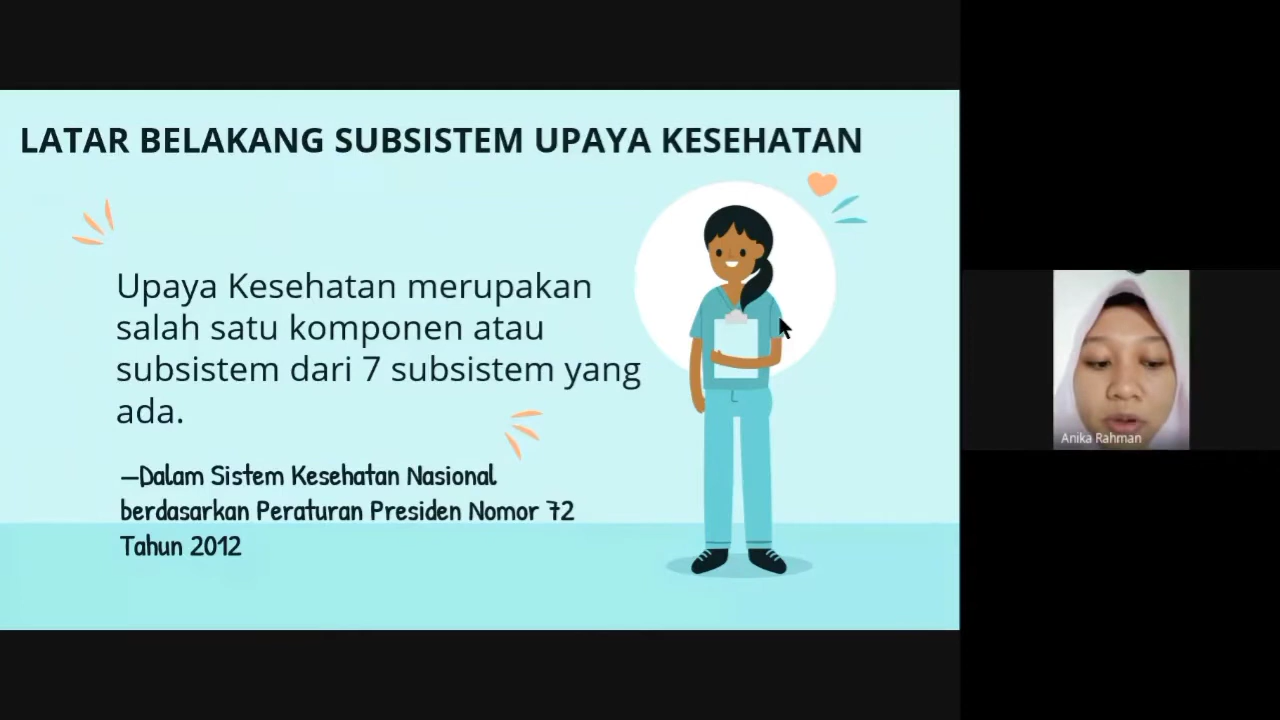 LATAR BELAKANG SUBSISTEM UPAYA KESEHATAN
Upaya Kesehatan merupakan
salah satu komponen atau
subsistem dari 7 subsistem yang
ada.
—Dalam Sistem Kesehatan Nasional
berdasarkan Peraturan Presiden Nomor 72
Tahun 2012
Anika Rahman